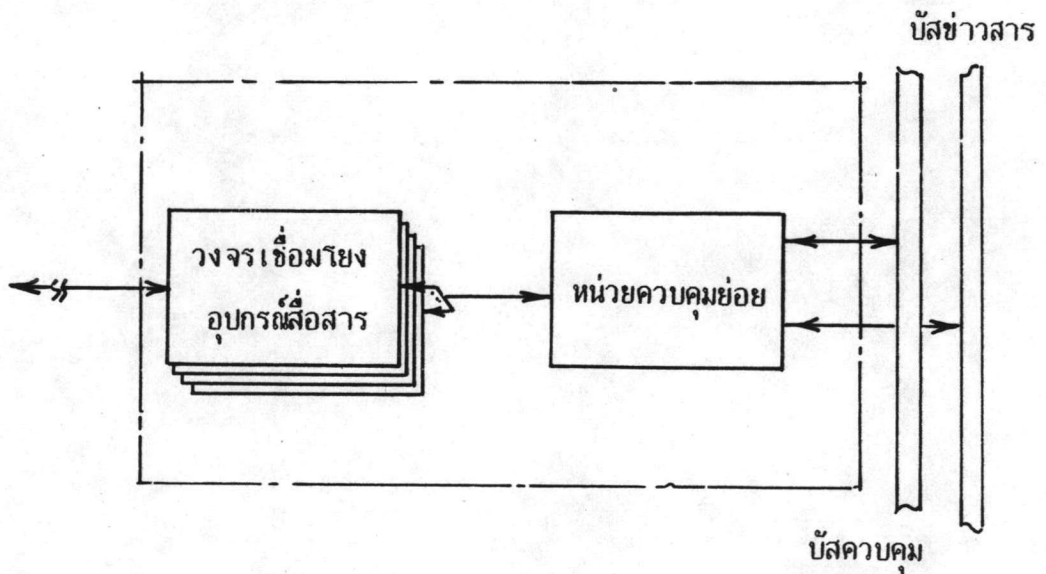 บัสข่าวสาร
วงจรเชื่อมโยง
อุปกรณ์สื่อสาร
หน่วยควบคุมย่อย
บัสควบคุม